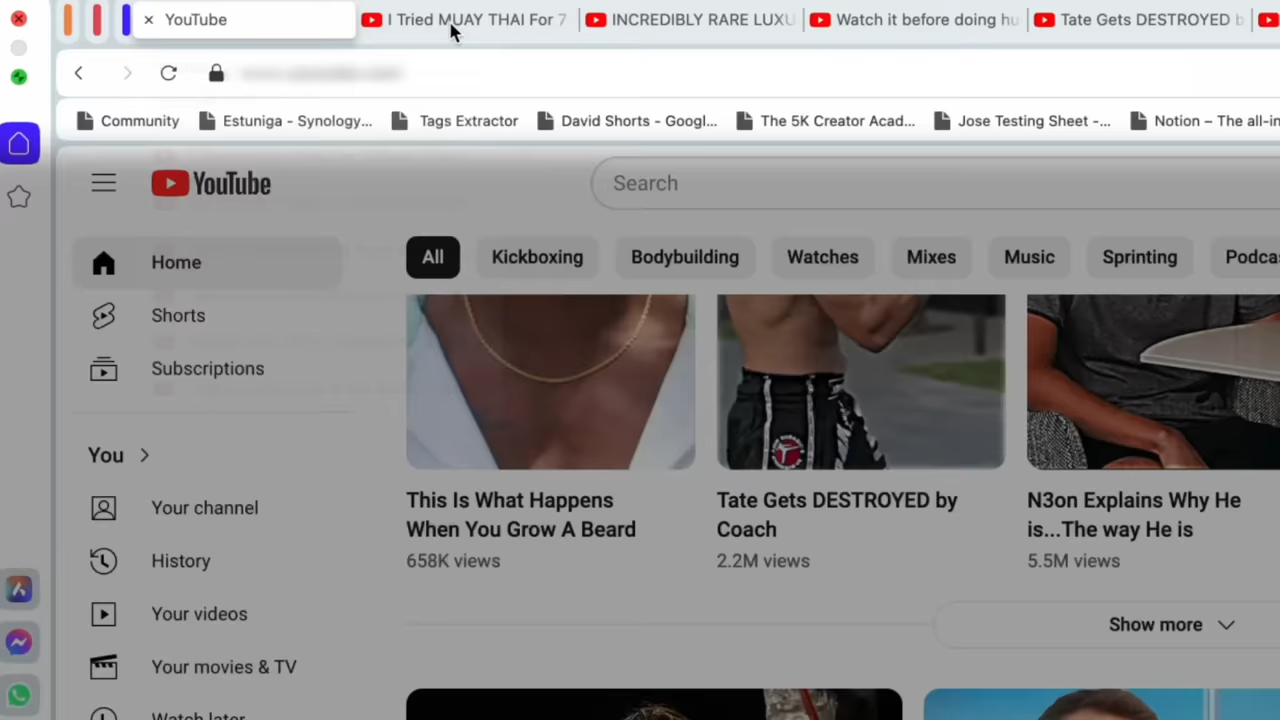 YouTube
I Tried MUAY THAI For 7
INCREDIBLY RARE LUXU
Watch it before doing hu
Tate Gets DESTROYED b
Community
Estuniga - Synology...
Tags Extractor
David Shorts - Googl...
The 5K Creator Acad...
Jose Testing Sheet -...
Notion – The all-in
YouTube
Search
Home
Shorts
Subscriptions
You
Your channel
History
Your videos
Your movies & TV
Watch later
All
Kickboxing
Bodybuilding
Watches
Mixes
Music
Sprinting
Podca
This Is What Happens
When You Grow A Beard
658K views
Tate Gets DESTROYED by
Coach
2.2M views
N3on Explains Why He
is...The way He is
5.5M views
Show more